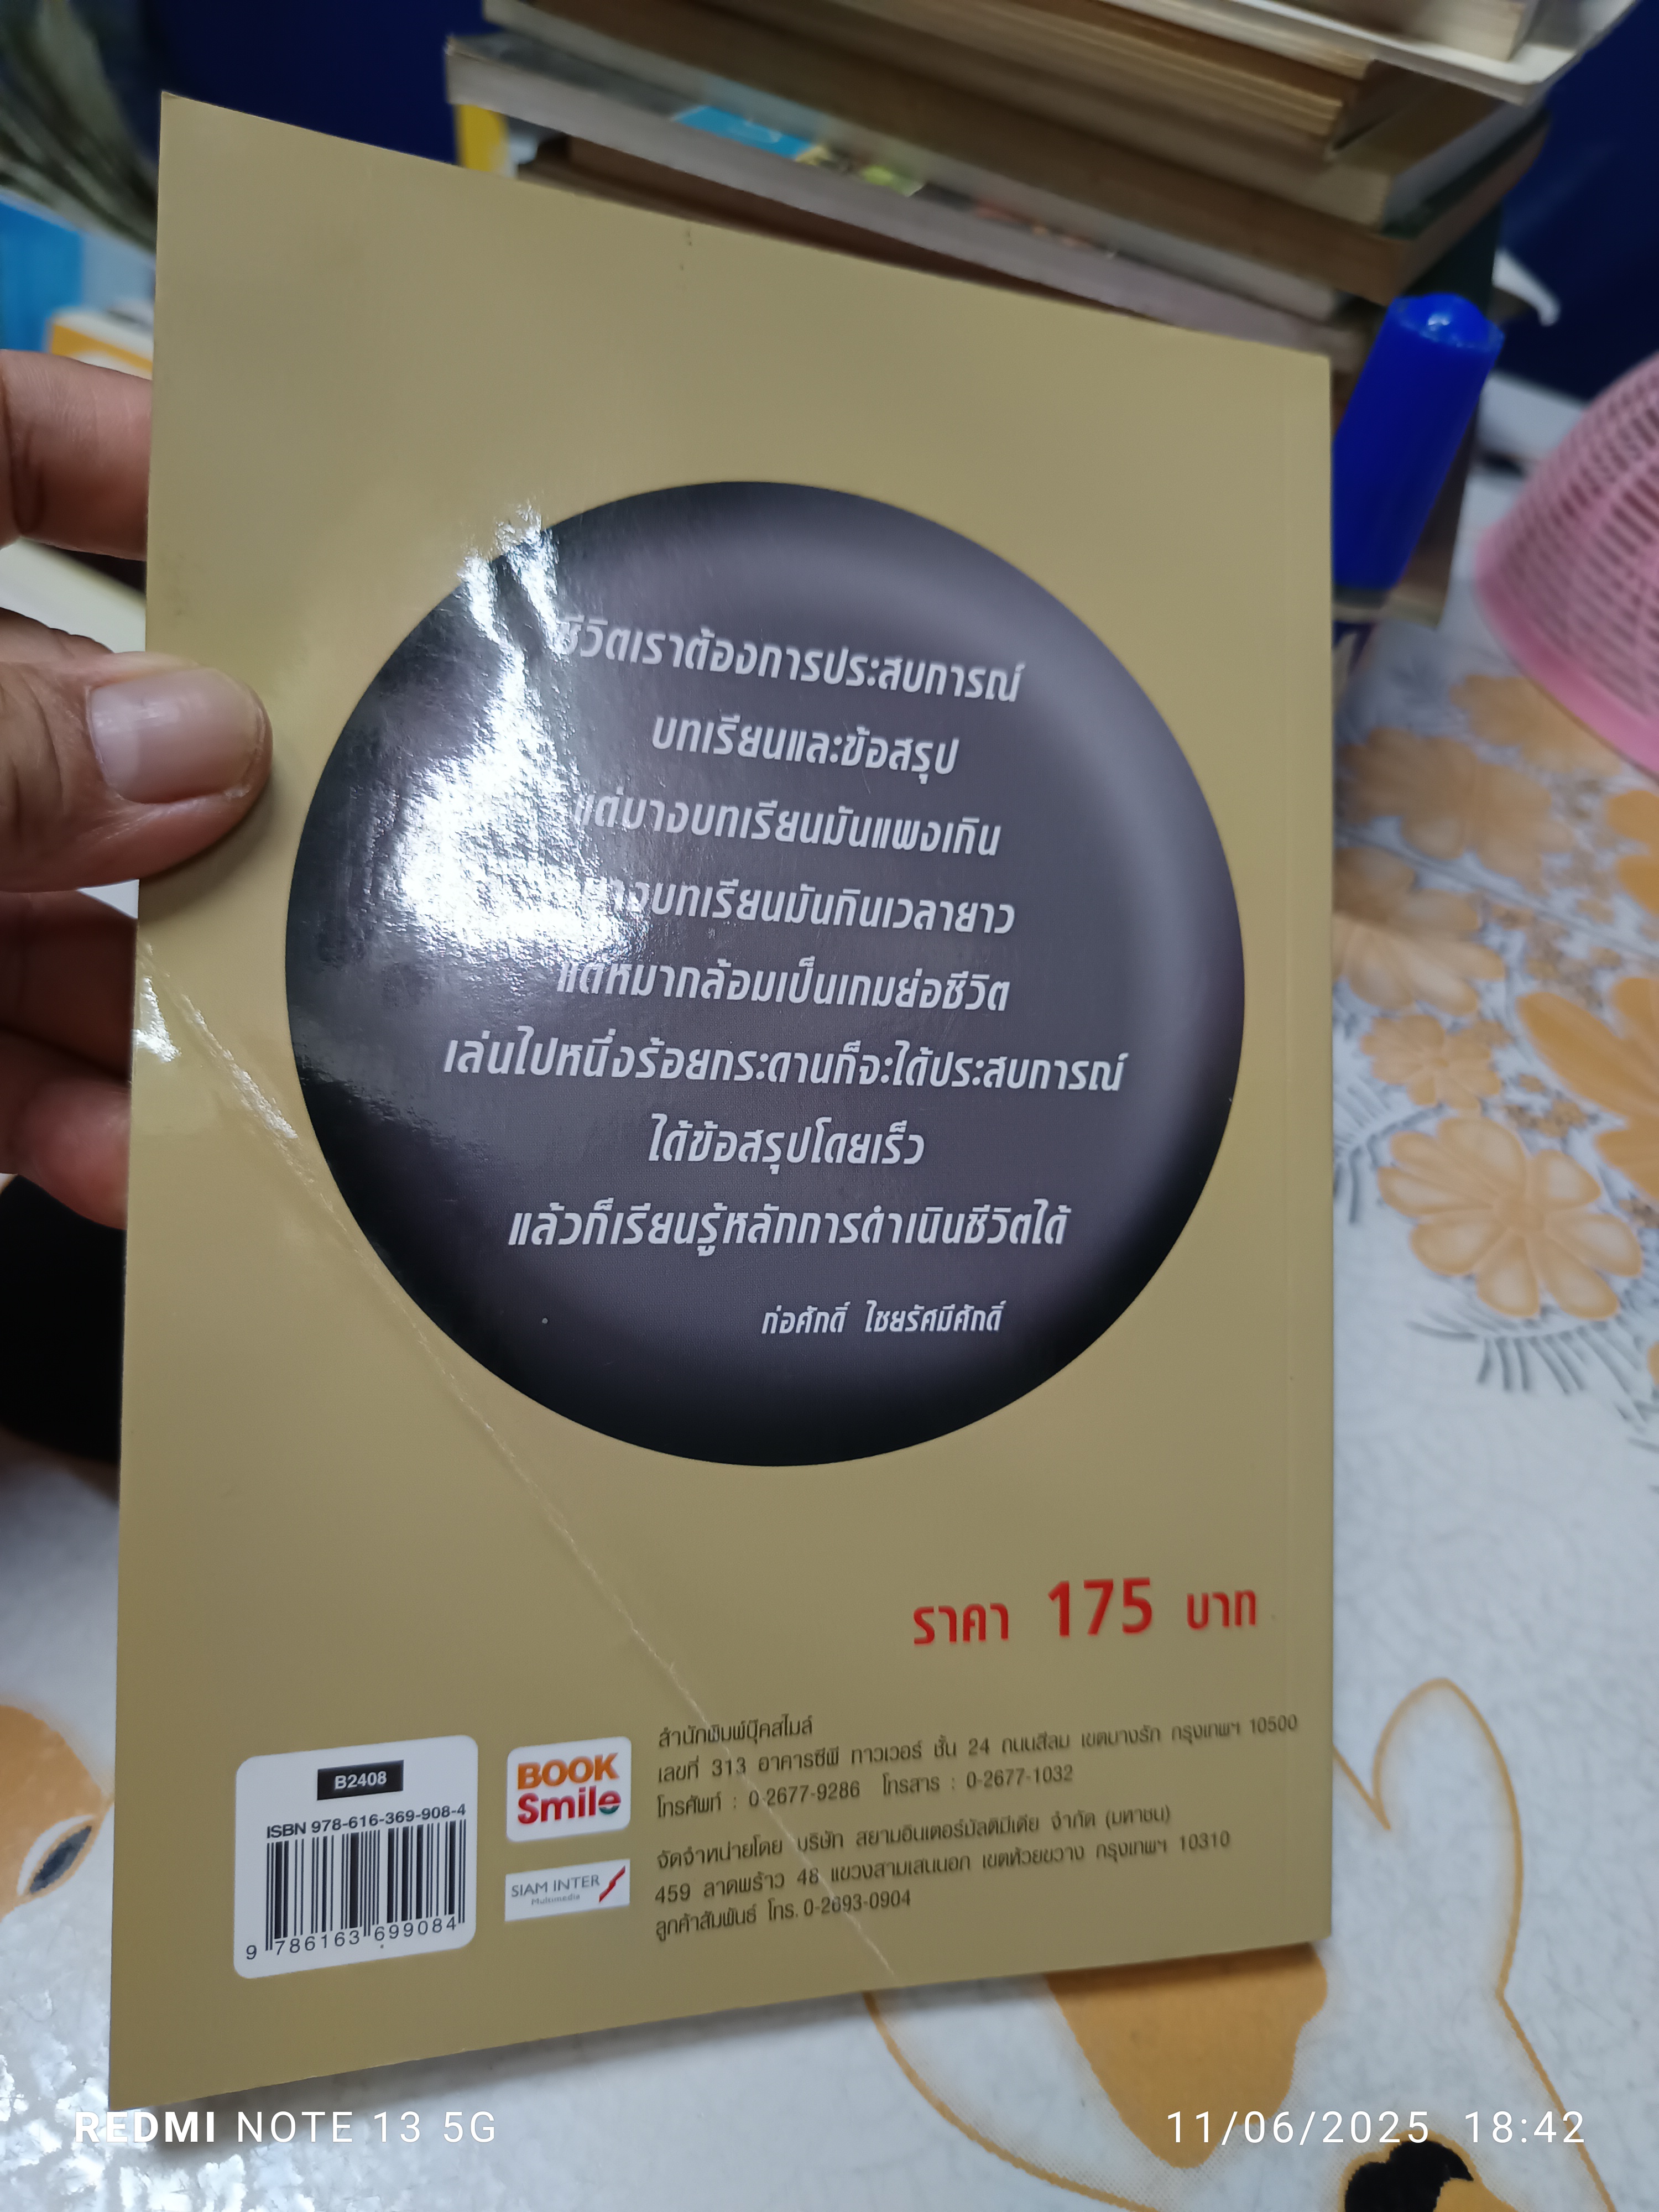 ชีวิตเราต้องการประสบการณ์
บทเรียนและข้อสรุป
แต่บางบทเรียนมันแพงเกิน
บางบทเรียนมันกินเวลายาว
แต่หมากล้อมเป็นเกมย่อชีวิต
เล่นไปหนึ่งร้อยกระดานก็จะได้ประสบการณ์
ได้ข้อสรุปโดยเร็ว
แล้วก็เรียนรู้หลักการดำเนินชีวิตได้
ก่อศักดิ์ ไชยรัศมีศักดิ์
ราคา 175 บาท
B2408
ISBN 978-616-369-908-4
9 786163 699084
BOOK
Smile
SIAM INTER
Multimedia
สำนักพิมพ์บุ๊คสไมล์
เลขที่ 313 อาคารซีพี ทาวเวอร์ ชั้น 24 ถนนสีลม เขตบางรัก กรุงเทพฯ 10500
โทรศัพท์ : 0-2677-9286 โทรสาร : 0-2677-1032
จัดจำหน่ายโดย บริษัท สยามอินเตอร์มัลติมีเดีย จำกัด (มหาชน)
459 ลาดพร้าว 48 แขวงสามเสนนอก เขตห้วยขวาง กรุงเทพฯ 10310
ลูกค้าสัมพันธ์ โทร. 0-2693-0904
REDMI NOTE 13 5G
11/06/2025 18:42